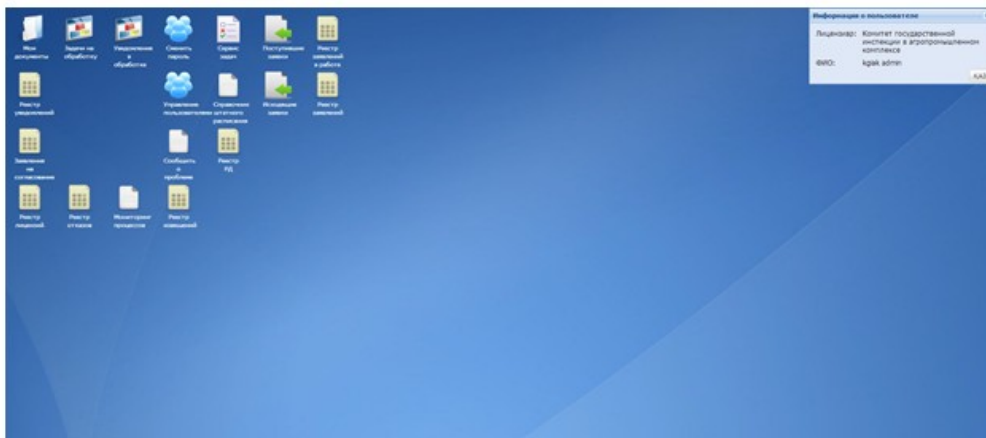 Мои
документы
Задачи на
обработку
Уведомления
в
обработке
Сменить
пароль
Сервис
задач
Поступившие
заявки
Реестр
заявлений
в работе
Реестр
уведомлений
Управление
пользователями
Справочник
штатного
расписания
Исходящие
заявки
Реестр
заявлений
Заявления
на
согласование
Сообщить
о
проблеме
Реестр
РД
Реестр
лицензий
Реестр
отказов
Мониторинг
процессов
Реестр
извещений
Информация о пользователе
Лицензиар: Комитет государственной
инспекции в агропромышленном
комплексе
ФИО: kgiak admin
ҚАЗ